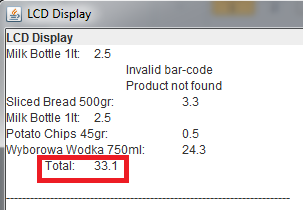 LCD Display
LCD Display
Milk Bottle 1lt: 2.5
Invalid bar-code
Product not found
Sliced Bread 500gr: 3.3
Milk Bottle 1lt: 2.5
Potato Chips 45gr: 0.5
Wyborowa Wodka 750ml: 24.3
Total: 33.1
--------------------------------------------------------------------------------